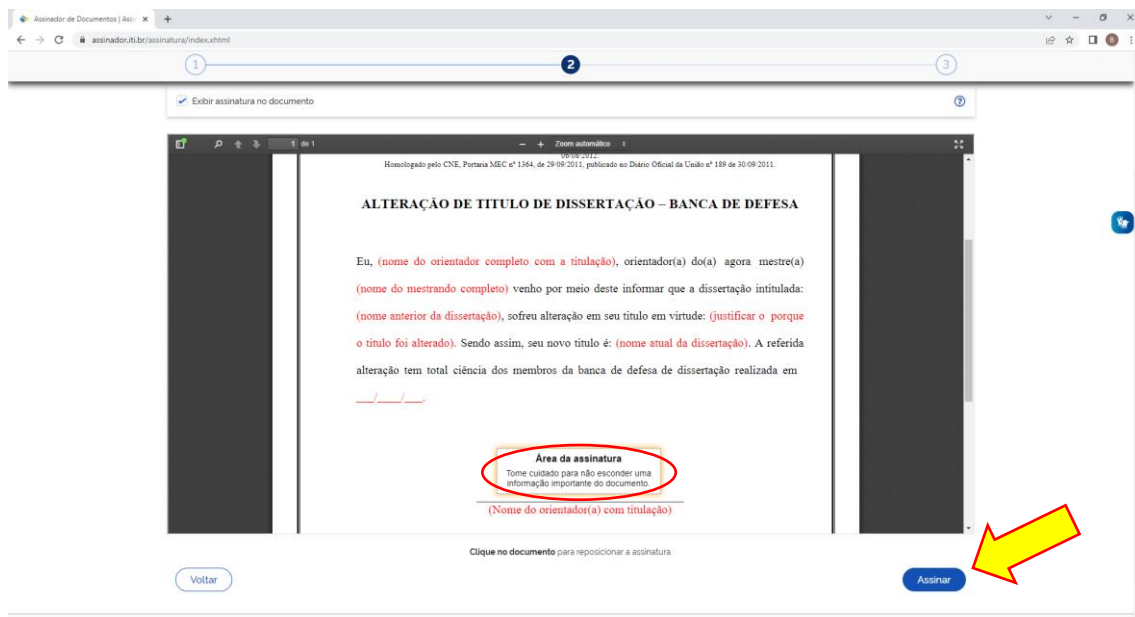 Assinador de Documentos | Assi
assinador.iti.br/assinatura/index.xhtml
B
1
2
3
Exibir assinatura no documento
1 de 1
Zoom automático
06/08/2012.
Homologado pelo CNE, Portaria MEC nº 1364, de 29/09/2011, publicado no Diário Oficial da União nº 189 de 30/09/2011.
ALTERAÇÃO DE TITULO DE DISSERTAÇÃO – BANCA DE DEFESA
Eu, (nome do orientador completo com a titulação), orientador(a) do(a) agora mestre(a)
(nome do mestrando completo) venho por meio deste informar que a dissertação intitulada:
(nome anterior da dissertação), sofreu alteração em seu titulo em virtude: (justificar o porque
o titulo foi alterado). Sendo assim, seu novo titulo é: (nome atual da dissertação). A referida
alteração tem total ciência dos membros da banca de defesa de dissertação realizada em
___/____/___.
Área da assinatura
Tome cuidado para não esconder uma
informação importante do documento.
(Nome do orientador(a) com titulação)
Clique no documento para reposicionar a assinatura.
Voltar
Assinar